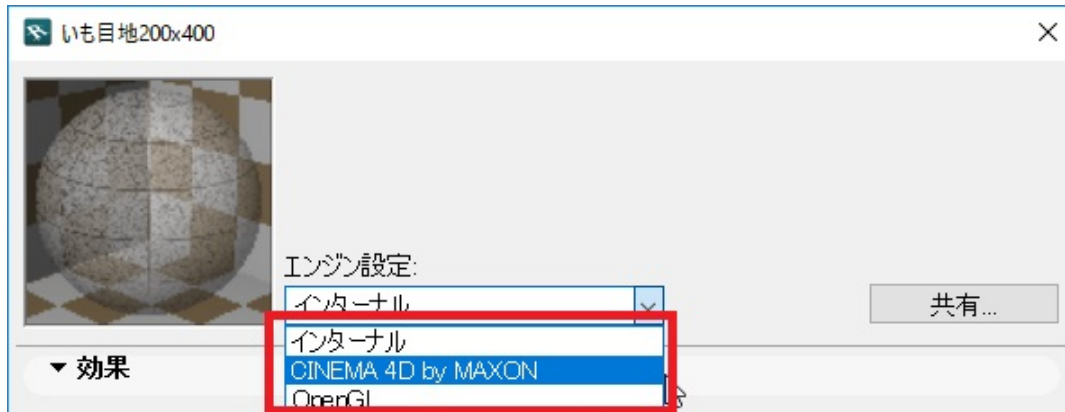 いも目地200x400
エンジン設定:
インターナル
共有...
インターナル
CINEMA 4D by MAXON
OpenGL
▼ 効果